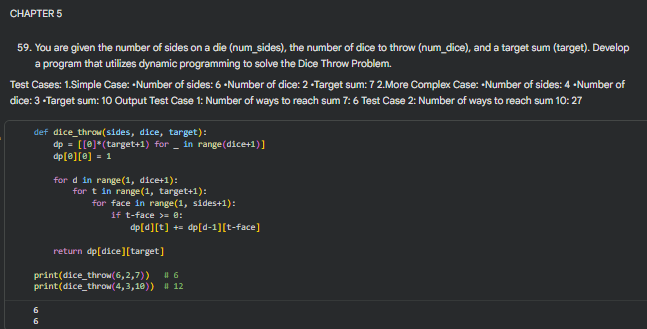 CHAPTER 5
59. You are given the number of sides on a die (num_sides), the number of dice to throw (num_dice), and a target sum (target). Develop
a program that utilizes dynamic programming to solve the Dice Throw Problem.
Test Cases: 1.Simple Case: •Number of sides: 6 •Number of dice: 2 •Target sum: 7 2.More Complex Case: •Number of sides: 4 •Number of
dice: 3 •Target sum: 10 Output Test Case 1: Number of ways to reach sum 7: 6 Test Case 2: Number of ways to reach sum 10: 27
def dice_throw(sides, dice, target):
    dp = [[0]*(target+1) for _ in range(dice+1)]
    dp[0][0] = 1

    for d in range(1, dice+1):
        for t in range(1, target+1):
            for face in range(1, sides+1):
                if t-face >= 0:
                    dp[d][t] += dp[d-1][t-face]

    return dp[dice][target]

print(dice_throw(6,2,7))   # 6
print(dice_throw(4,3,10))  # 12
6
6